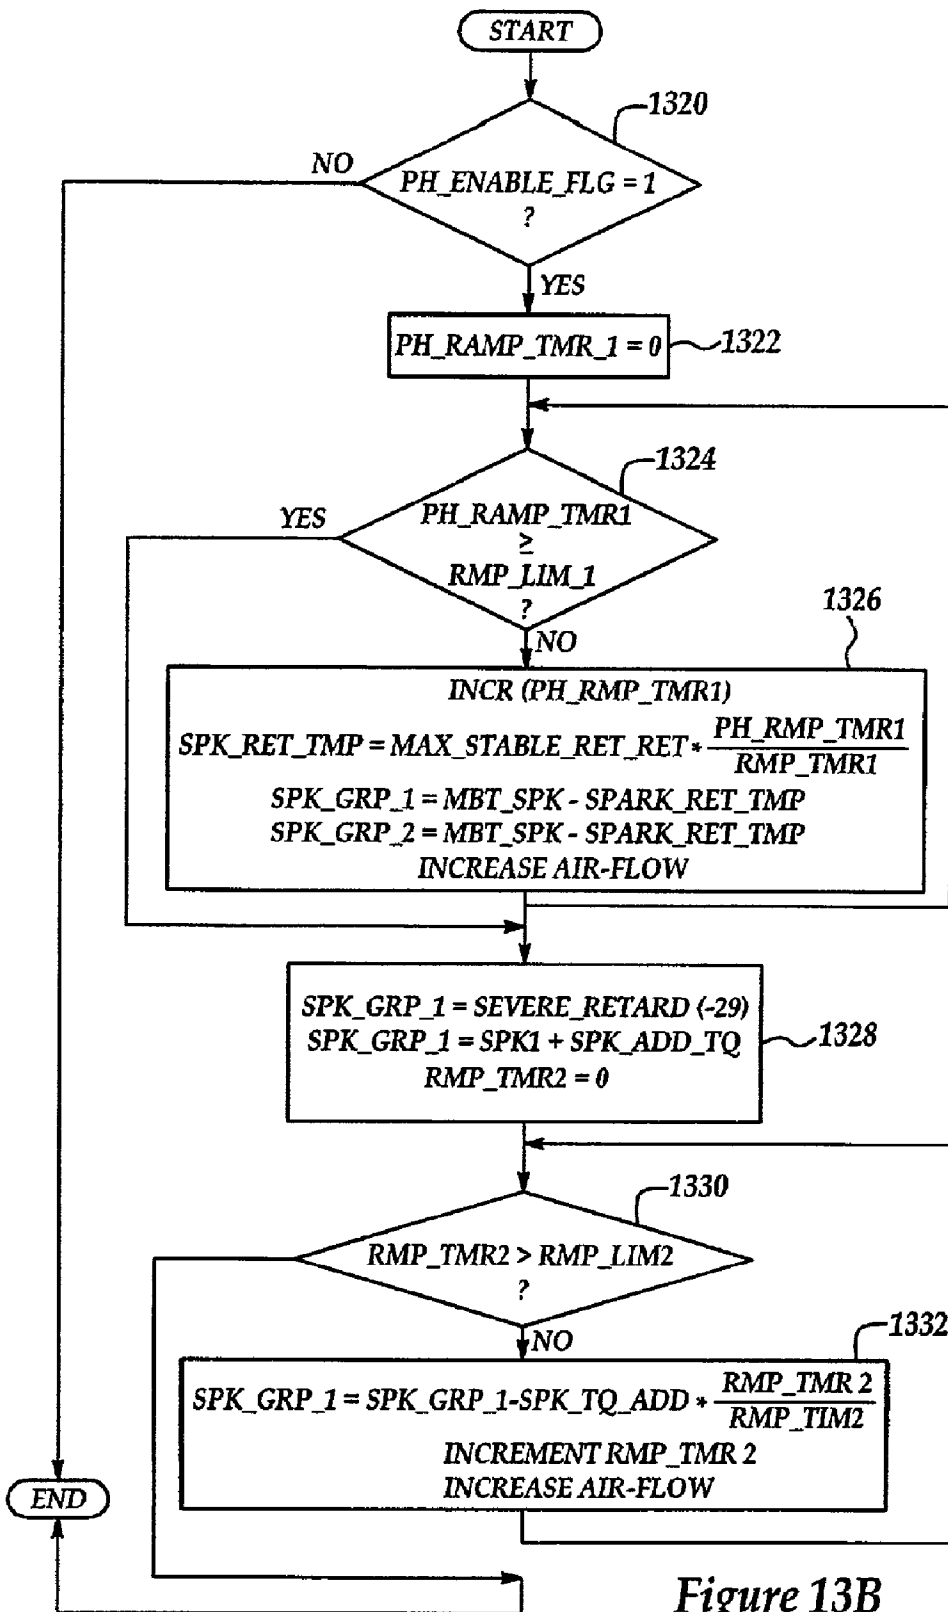 START
1320
NO
PH_ENABLE_FLG = 1
?
YES
PH_RAMP_TMR_1 = 0
1322
1324
YES
PH_RAMP_TMR1
≥
RMP_LIM_1
?
NO
1326
INCR (PH_RMP_TMR1)
SPK_RET_TMP = MAX_STABLE_RET_RET * PH_RMP_TMR1
RMP_TMR1
SPK_GRP_1 = MBT_SPK - SPARK_RET_TMP
SPK_GRP_2 = MBT_SPK - SPARK_RET_TMP
INCREASE AIR-FLOW
SPK_GRP_1 = SEVERE_RETARD (-29)
SPK_GRP_1 = SPK1 + SPK_ADD_TQ
RMP_TMR2 = 0
1328
1330
RMP_TMR2 > RMP_LIM2
?
NO
1332
SPK_GRP_1 = SPK_GRP_1-SPK_TQ_ADD * RMP_TMR 2
RMP_TIM2
INCREMENT RMP_TMR 2
INCREASE AIR-FLOW
END
Figure 13B